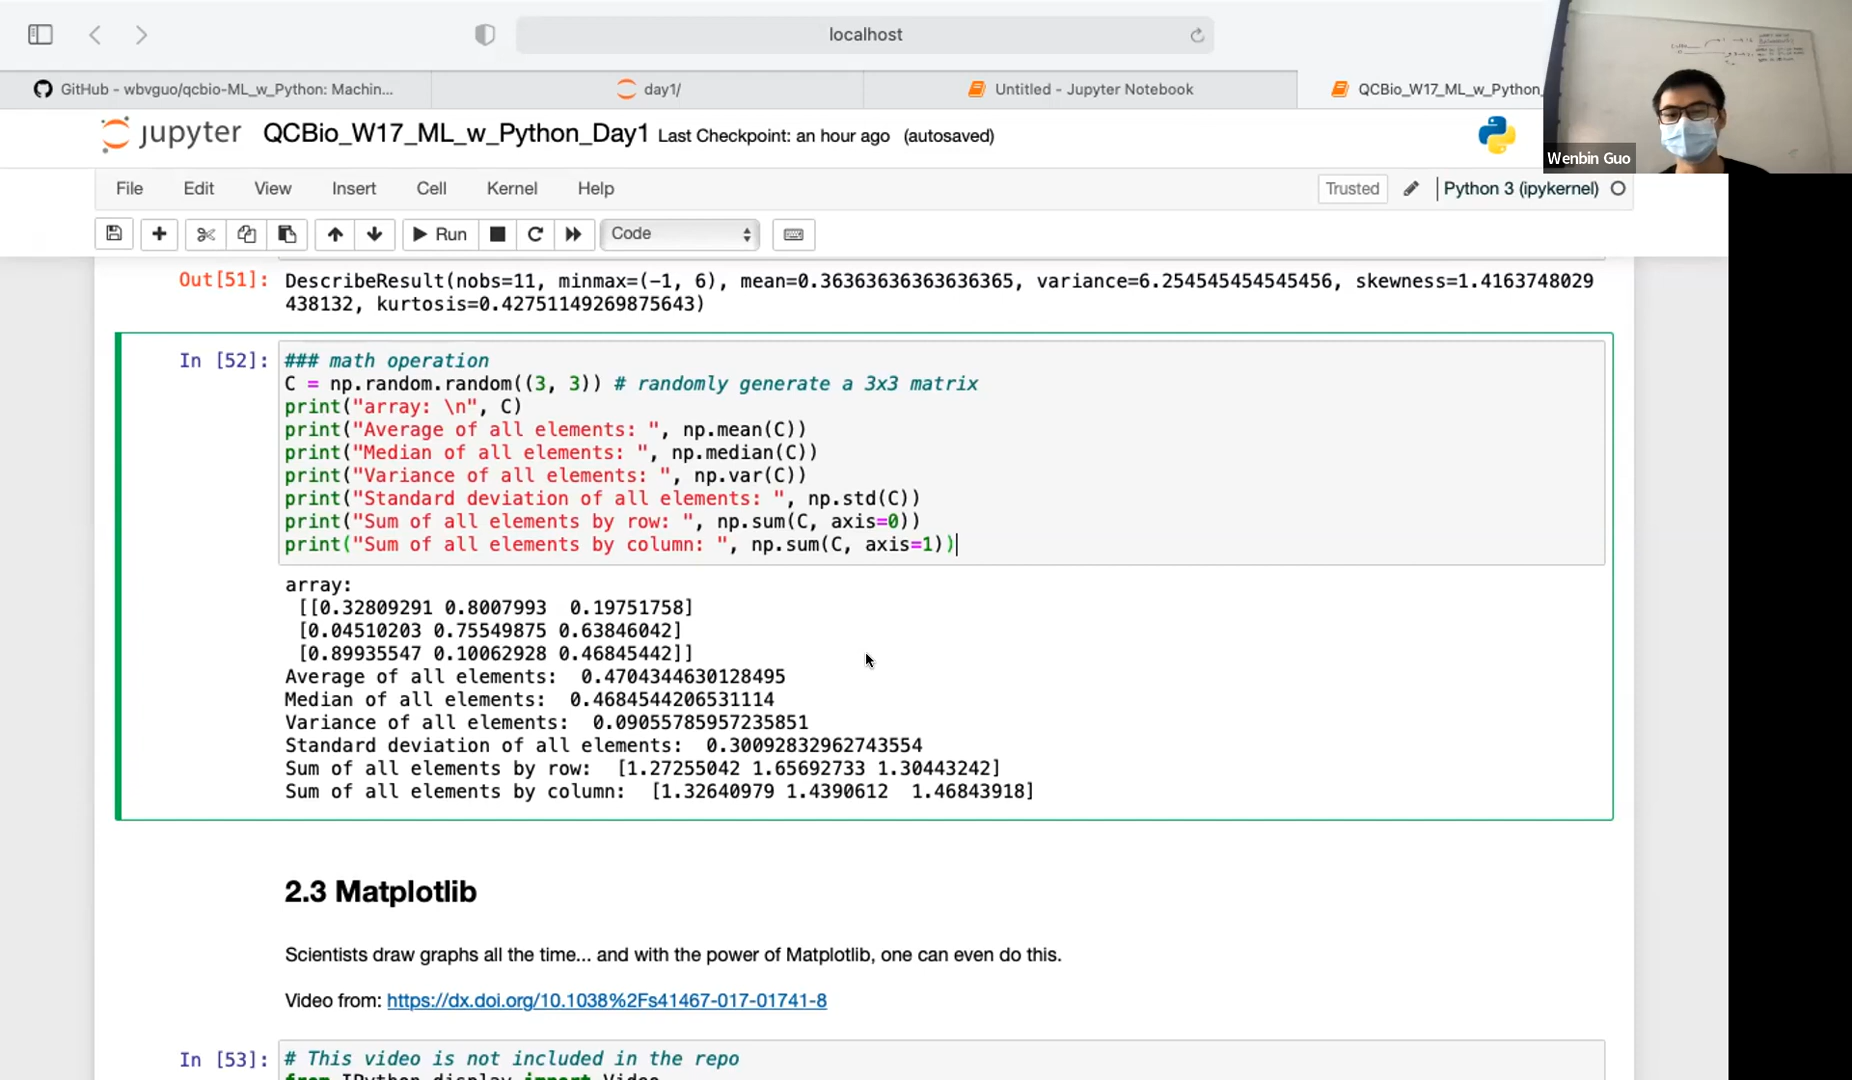 localhost
GitHub - wbvguo/qcbio-ML_w_Python: Machin...
day1/
Untitled - Jupyter Notebook
QCBio_W17_ML_w_Python_
Wenbin Guo
jupyter QCBio_W17_ML_w_Python_Day1 Last Checkpoint: an hour ago (autosaved)
File Edit View Insert Cell Kernel Help Trusted Python 3 (ipykernel)
Run Code
Out[51]: DescribeResult(nobs=11, minmax=(-1, 6), mean=0.36363636363636365, variance=6.254545454545456, skewness=1.4163748029
438132, kurtosis=0.42751149269875643)
In [52]: ### math operation
C = np.random.random((3, 3)) # randomly generate a 3x3 matrix
print("array: \n", C)
print("Average of all elements: ", np.mean(C))
print("Median of all elements: ", np.median(C))
print("Variance of all elements: ", np.var(C))
print("Standard deviation of all elements: ", np.std(C))
print("Sum of all elements by row: ", np.sum(C, axis=0))
print("Sum of all elements by column: ", np.sum(C, axis=1))
array:
[[0.32809291 0.8007993  0.19751758]
[0.04510203 0.75549875 0.63846042]
[0.89935547 0.10062928 0.46845442]]
Average of all elements:  0.4704344630128495
Median of all elements:  0.4684544206531114
Variance of all elements:  0.09055785957235851
Standard deviation of all elements:  0.30092832962743554
Sum of all elements by row:  [1.27255042 1.65692733 1.30443242]
Sum of all elements by column:  [1.32640979 1.4390612  1.46843918]
2.3 Matplotlib
Scientists draw graphs all the time... and with the power of Matplotlib, one can even do this.
Video from: https://dx.doi.org/10.1038%2Fs41467-017-01741-8
In [53]: # This video is not included in the repo
from IPython.display import Video